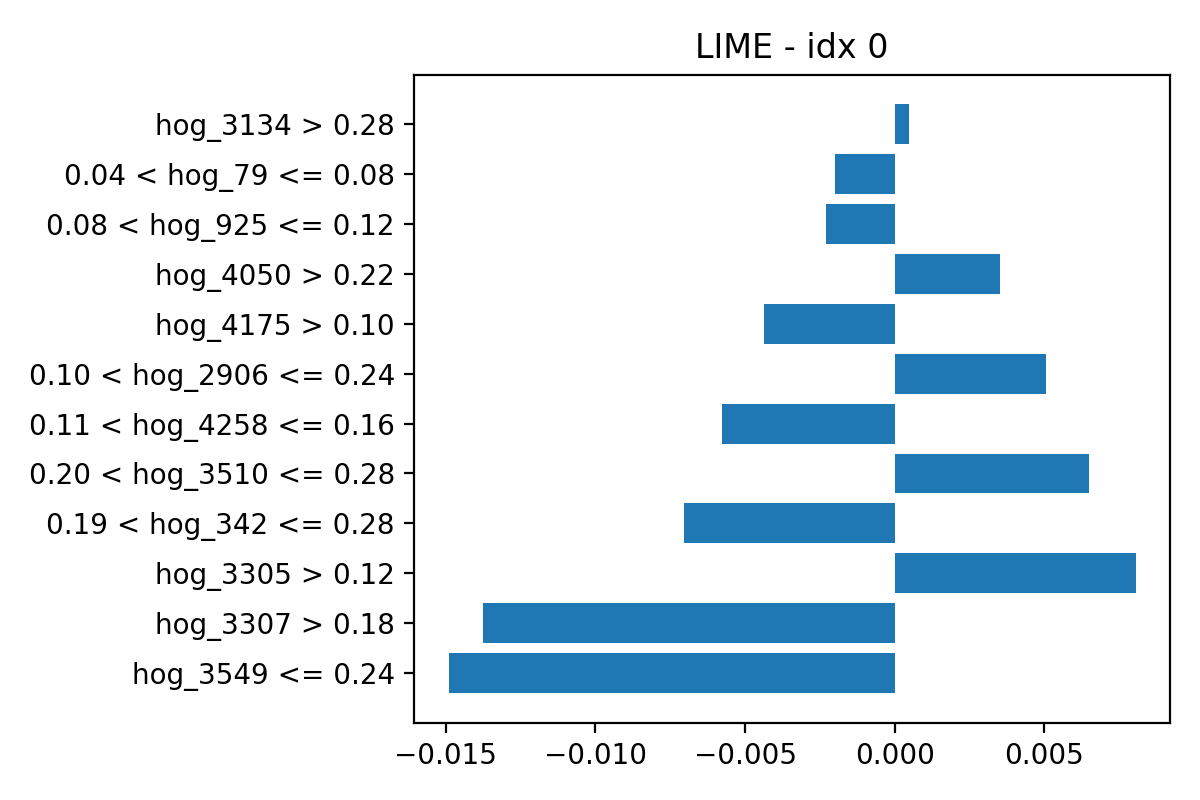 LIME - idx 0
hog_3134 > 0.28
0.04 < hog_79 <= 0.08
0.08 < hog_925 <= 0.12
hog_4050 > 0.22
hog_4175 > 0.10
0.10 < hog_2906 <= 0.24
0.11 < hog_4258 <= 0.16
0.20 < hog_3510 <= 0.28
0.19 < hog_342 <= 0.28
hog_3305 > 0.12
hog_3307 > 0.18
hog_3549 <= 0.24
−0.015 −0.010 −0.005 0.000 0.005